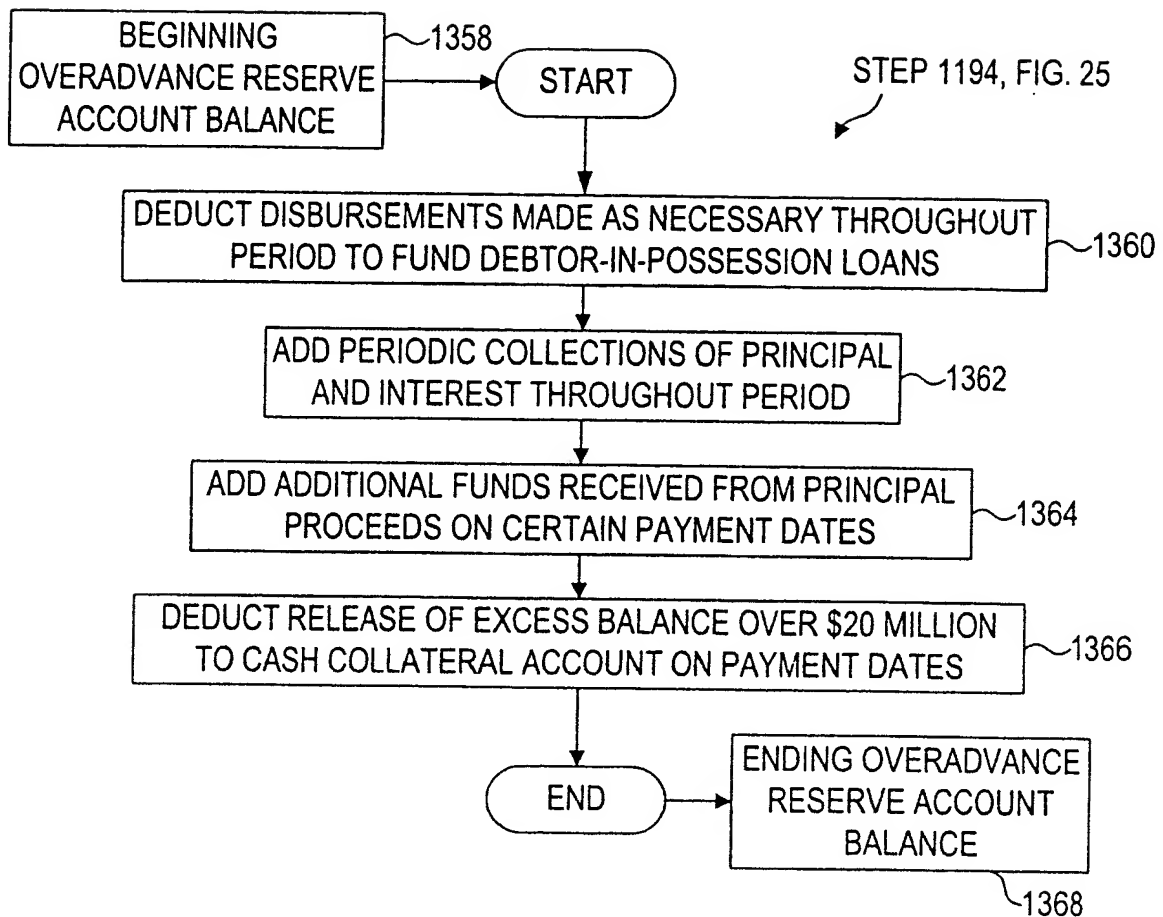 BEGINNING
OVERADVANCE RESERVE
ACCOUNT BALANCE
1358
START
STEP 1194, FIG. 25
DEDUCT DISBURSEMENTS MADE AS NECESSARY THROUGHOUT
PERIOD TO FUND DEBTOR-IN-POSSESSION LOANS
1360
ADD PERIODIC COLLECTIONS OF PRINCIPAL
AND INTEREST THROUGHOUT PERIOD
1362
ADD ADDITIONAL FUNDS RECEIVED FROM PRINCIPAL
PROCEEDS ON CERTAIN PAYMENT DATES
1364
DEDUCT RELEASE OF EXCESS BALANCE OVER $20 MILLION
TO CASH COLLATERAL ACCOUNT ON PAYMENT DATES
1366
END
ENDING OVERADVANCE
RESERVE ACCOUNT
BALANCE
1368